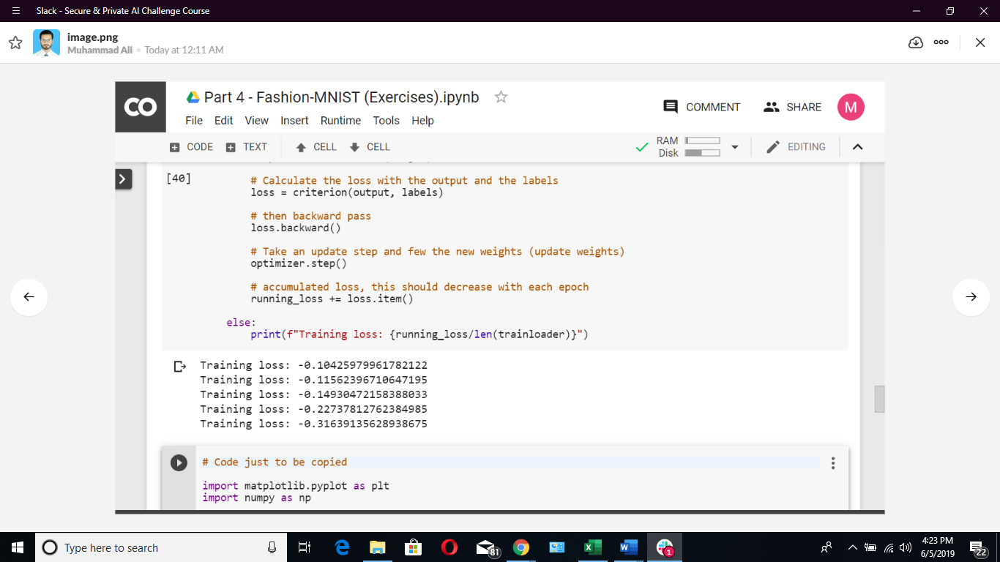 Slack - Secure & Private AI Challenge Course
image.png
Muhammad Ali Today at 12:11 AM
CO
Part 4 - Fashion-MNIST (Exercises).ipynb
COMMENT SHARE M
File Edit View Insert Runtime Tools Help
CODE TEXT CELL CELL
RAM
Disk
EDITING
[40]
# Calculate the loss with the output and the labels
loss = criterion(output, labels)
# then backward pass
loss.backward()
# Take an update step and few the new weights (update weights)
optimizer.step()
# accumulated loss, this should decrease with each epoch
running_loss += loss.item()
else:
print(f"Training loss: {running_loss/len(trainloader)}")
Training loss: -0.10425979961782122
Training loss: -0.11562396710647195
Training loss: -0.14930472158388033
Training loss: -0.22737812762384985
Training loss: -0.31639135628938675
# Code just to be copied
import matplotlib.pyplot as plt
import numpy as np
Type here to search
81
1
4:23 PM
6/5/2019
22